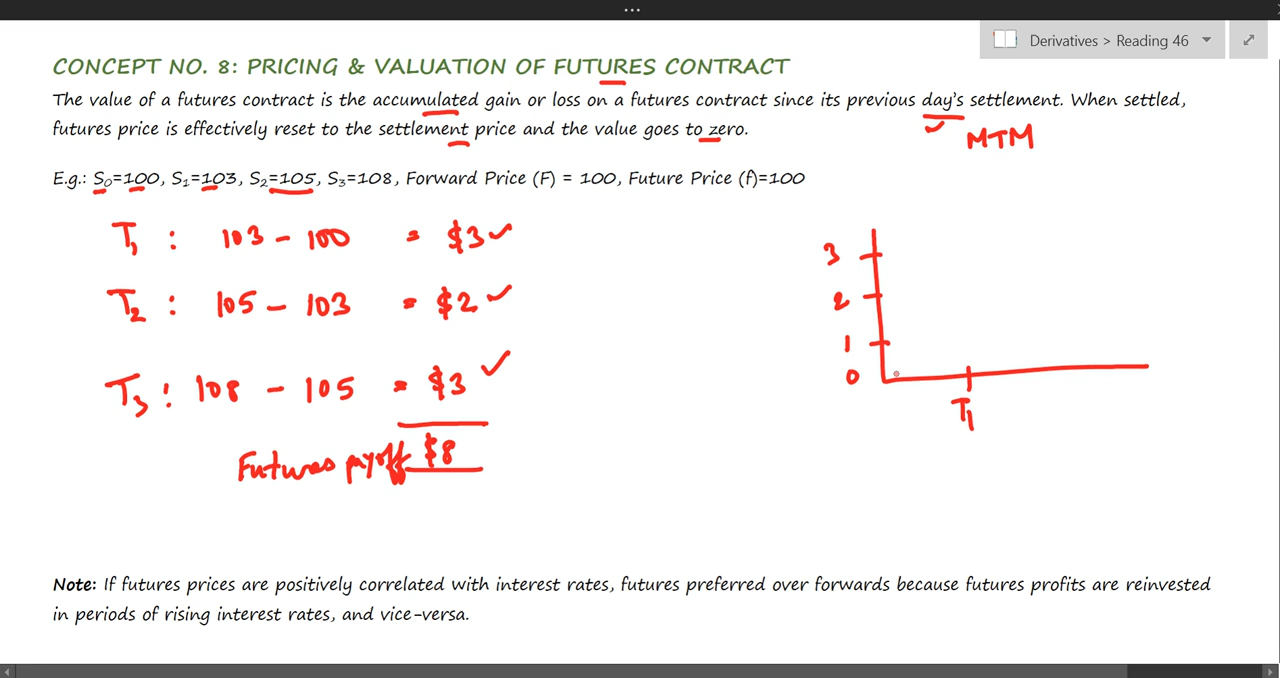 Derivatives > Reading 46
CONCEPT NO. 8: PRICING & VALUATION OF FUTURES CONTRACT
The value of a futures contract is the accumulated gain or loss on a futures contract since its previous day's settlement. When settled,
futures price is effectively reset to the settlement price and the value goes to zero.
MTM
E.g.: S0=100, S1=103, S2=105, S3=108, Forward Price (F) = 100, Future Price (f)=100
T1 : 103 - 100 = $3
T2 : 105 - 103 = $2
T3 : 108 - 105 = $3
Futures payoff $8
3
2
1
0
T1
Note: If futures prices are positively correlated with interest rates, futures preferred over forwards because futures profits are reinvested
in periods of rising interest rates, and vice-versa.